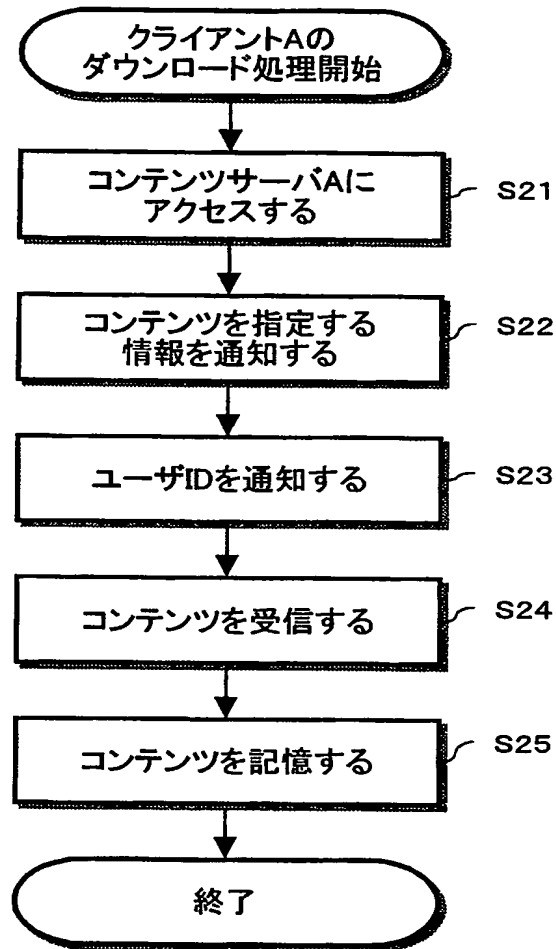 クライアントAの
ダウンロード処理開始
コンテンツサーバAに
アクセスする
S21
コンテンツを指定する
情報を通知する
S22
ユーザIDを通知する
S23
コンテンツを受信する
S24
コンテンツを記憶する
S25
終了